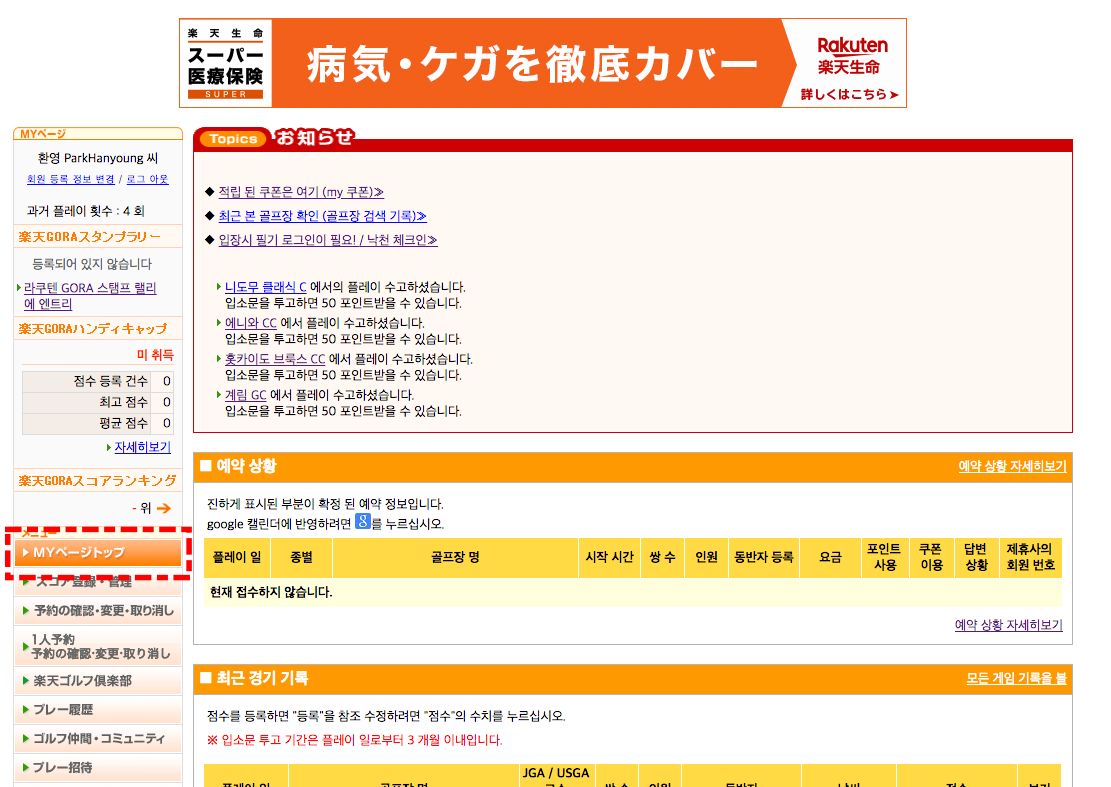 楽天生命
スーパー
医療保険
SUPER
病気・ケガを徹底カバー
Rakuten
楽天生命
詳しくはこちら➤
MYページ
환영 ParkHanyoung 씨
회원 등록 정보 변경 / 로그 아웃
과거 플레이 횟수 : 4 회
楽天GORAスタンプラリー
등록되어 있지 않습니다
라쿠텐 GORA 스탬프 랠리
에 엔트리
楽天GORAハンディキャップ
미 취득
점수 등록 건수 0
최고 점수 0
평균 점수 0
자세히보기
楽天GORAスコアランキング
- 위 ➔
メニュー
MYページトップ
スコア登録・管理
予約の確認・変更・取り消し
1人予約
予約の確認・変更・取り消し
楽天ゴルフ倶楽部
プレー履歴
ゴルフ仲間・コミュニティ
プレー招待
Topics お知らせ
◆ 적립 된 쿠폰은 여기 (my 쿠폰)≫
◆ 최근 본 골프장 확인 (골프장 검색 기록)≫
◆ 입장시 필기 로그인이 필요! / 낙천 체크인≫
니도무 클래식 C 에서의 플레이 수고하셨습니다.
입소문을 투고하면 50 포인트받을 수 있습니다.
에니와 CC 에서 플레이 수고하셨습니다.
입소문을 투고하면 50 포인트받을 수 있습니다.
홋카이도 브룩스 CC 에서 플레이 수고하셨습니다.
입소문을 투고하면 50 포인트받을 수 있습니다.
계림 GC 에서 플레이 수고하셨습니다.
입소문을 투고하면 50 포인트받을 수 있습니다.
■ 예약 상황 예약 상황 자세히보기
진하게 표시된 부분이 확정 된 예약 정보입니다.
google 캘린더에 반영하려면 8를 누르십시오.
플레이 일 종별 골프장 명 시작 시간 쌍 수 인원 동반자 등록 요금 포인트 사용 쿠폰 이용 답변 상황 제휴사의 회원 번호
현재 접수하지 않습니다.
예약 상황 자세히보기
■ 최근 경기 기록 모든 게임 기록을 볼
점수를 등록하면 "등록"을 참조 수정하려면 "점수"의 수치를 누르십시오.
※ 입소문 투고 기간은 플레이 일로부터 3 개월 이내입니다.
JGA / USGA